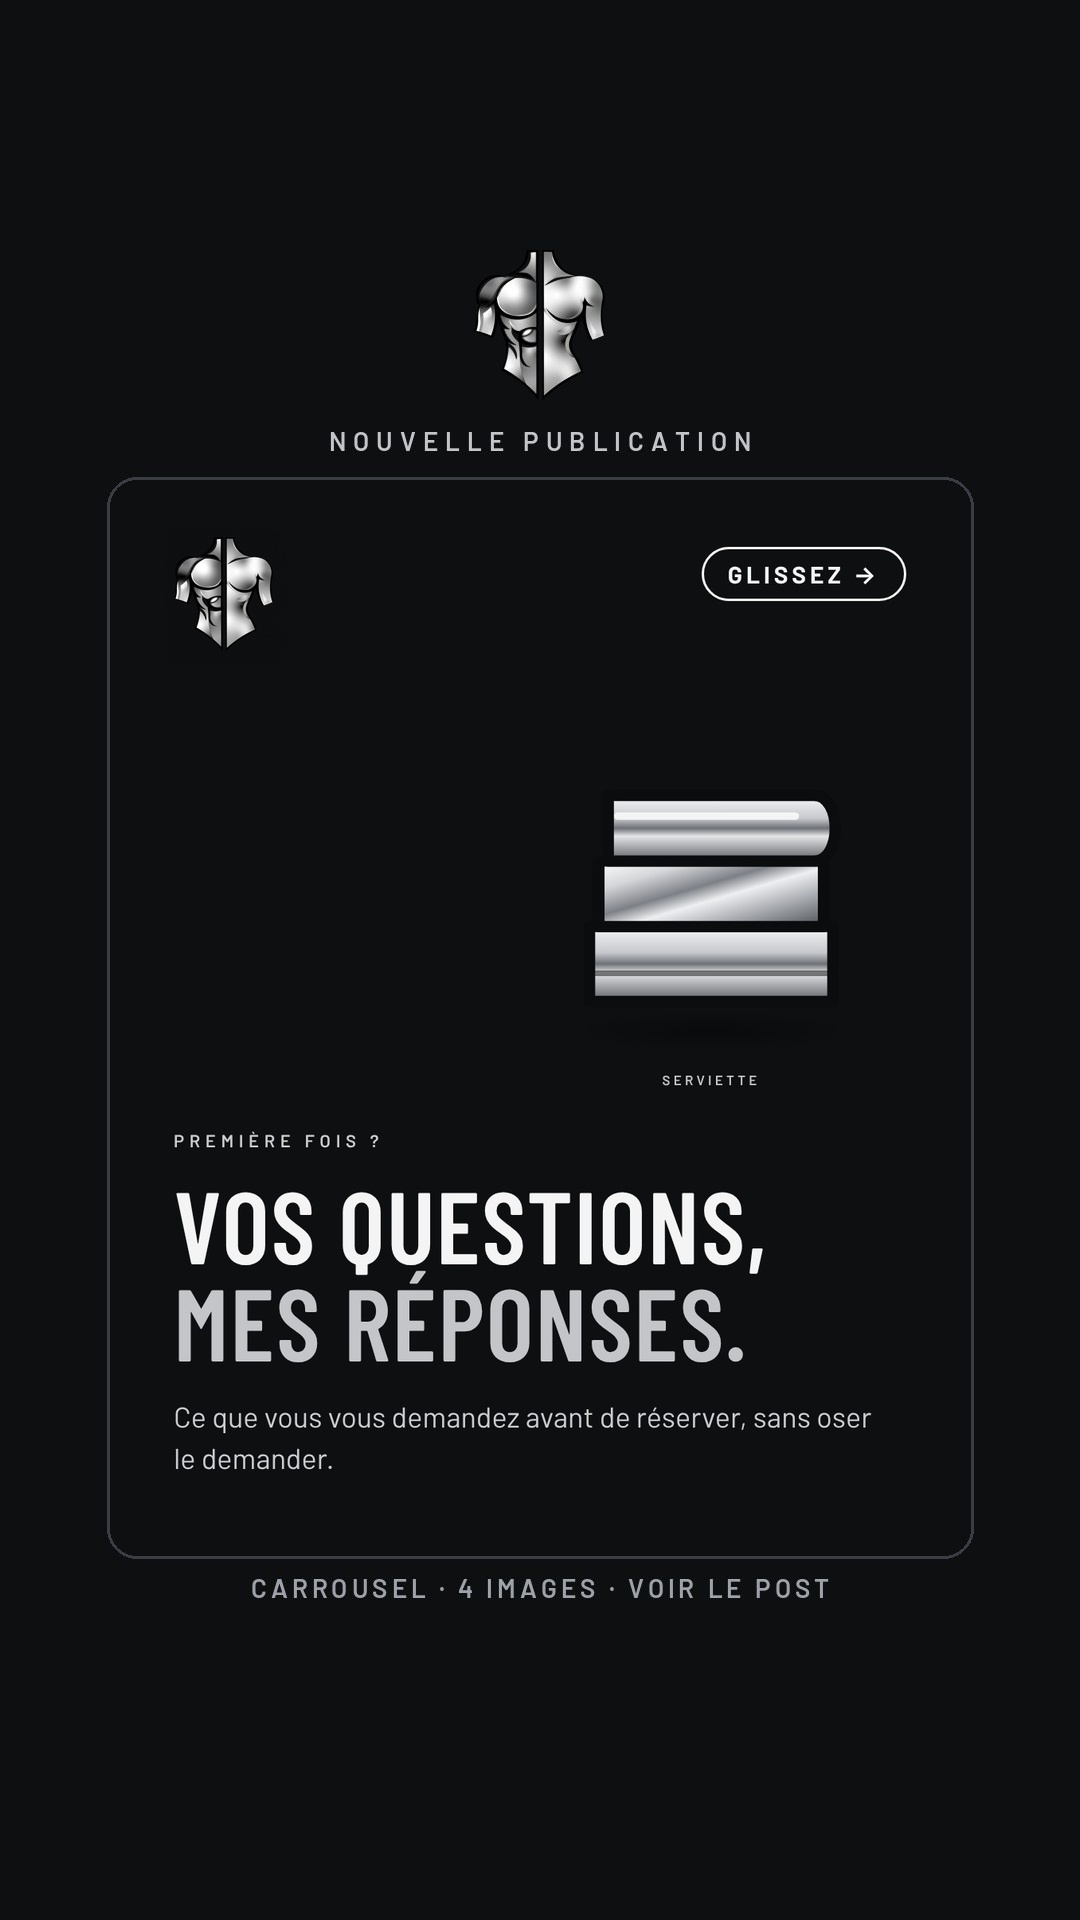 NOUVELLE PUBLICATION
GLISSEZ →
SERVIETTE
PREMIÈRE FOIS ?
VOS QUESTIONS,
MES RÉPONSES.
Ce que vous vous demandez avant de réserver, sans oser
le demander.
CARROUSEL · 4 IMAGES · VOIR LE POST